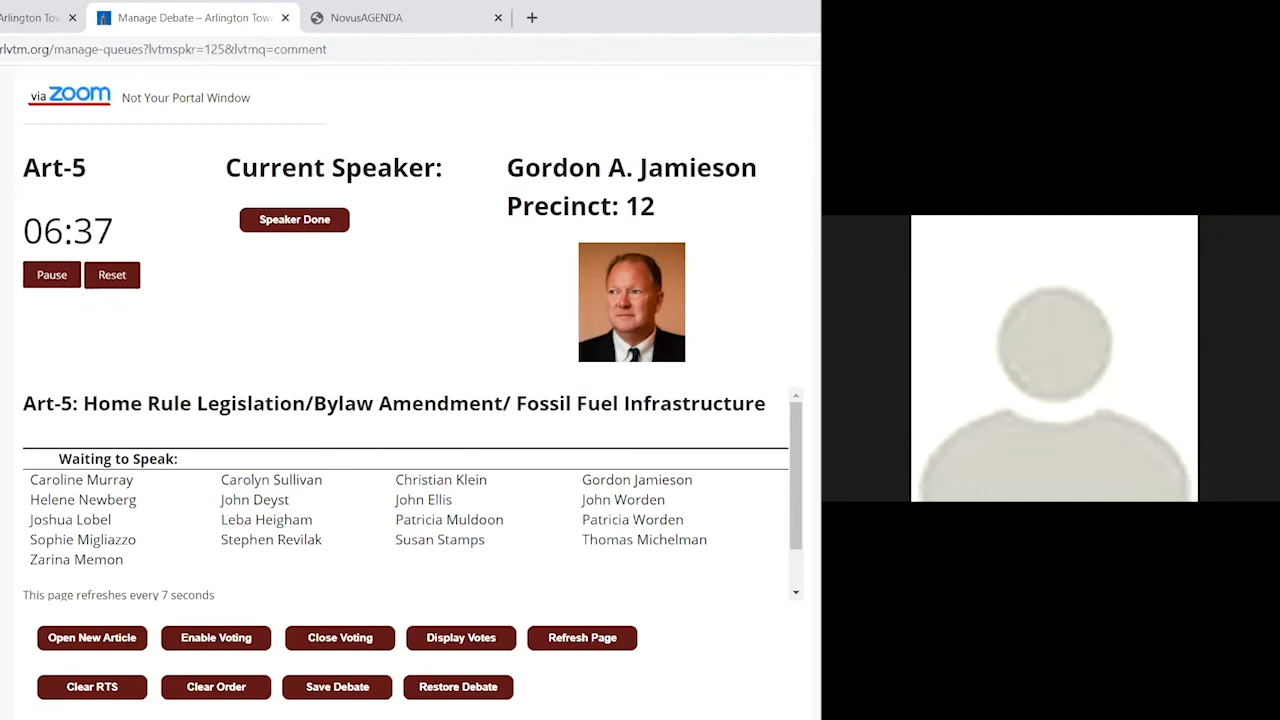 Arlington Tow
Manage Debate – Arlington Town
NovusAGENDA
rlvtm.org/manage-queues?lvtmspkr=125&lvtmq=comment
via zoom Not Your Portal Window
Art-5 Current Speaker: Gordon A. Jamieson
Precinct: 12
Speaker Done
06:37
Pause Reset
Art-5: Home Rule Legislation/Bylaw Amendment/ Fossil Fuel Infrastructure
Waiting to Speak:
Caroline Murray Carolyn Sullivan Christian Klein Gordon Jamieson
Helene Newberg John Deyst John Ellis John Worden
Joshua Lobel Leba Heigham Patricia Muldoon Patricia Worden
Sophie Migliazzo Stephen Revilak Susan Stamps Thomas Michelman
Zarina Memon
This page refreshes every 7 seconds
Open New Article Enable Voting Close Voting Display Votes Refresh Page
Clear RTS Clear Order Save Debate Restore Debate